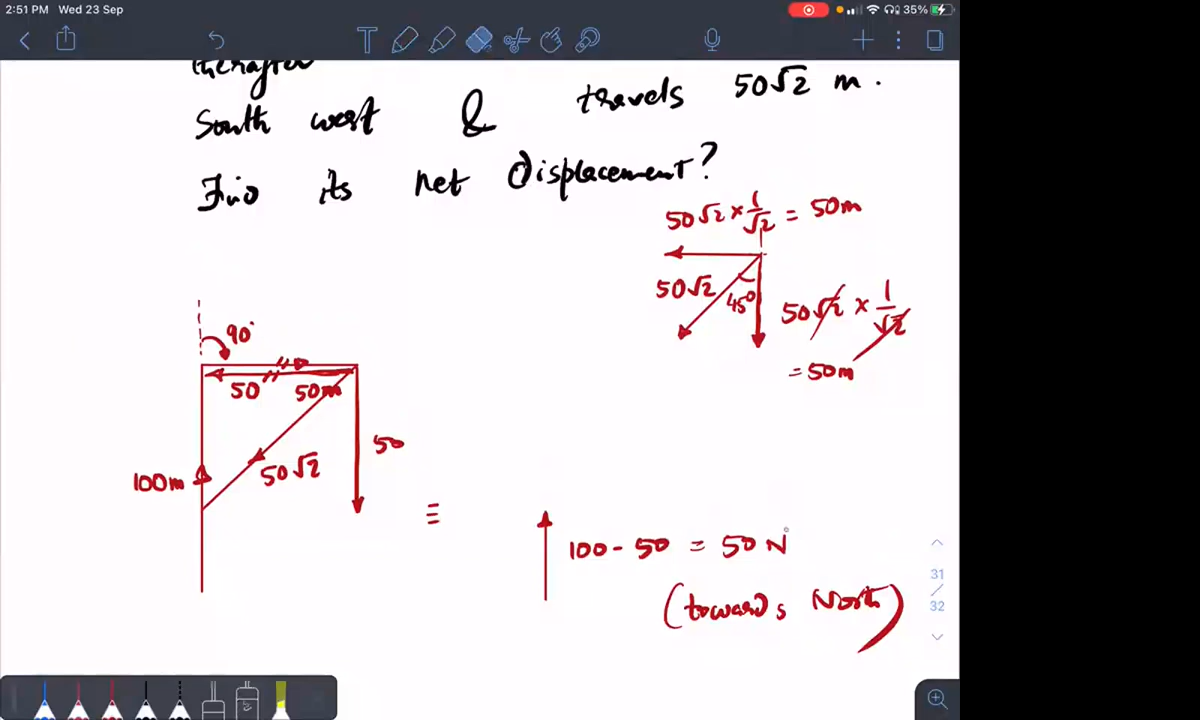 2:51 PM Wed 23 Sep
35%
therafter
South west & travels 50√2 m.
Find its net displacement?
50√2 × 1/√2 = 50m
50√2
45°
50√2 × 1/√2
= 50m
90°
50
50m
50
100m
50√2
≡
100 - 50 = 50 N
(towards North)
31
/
32